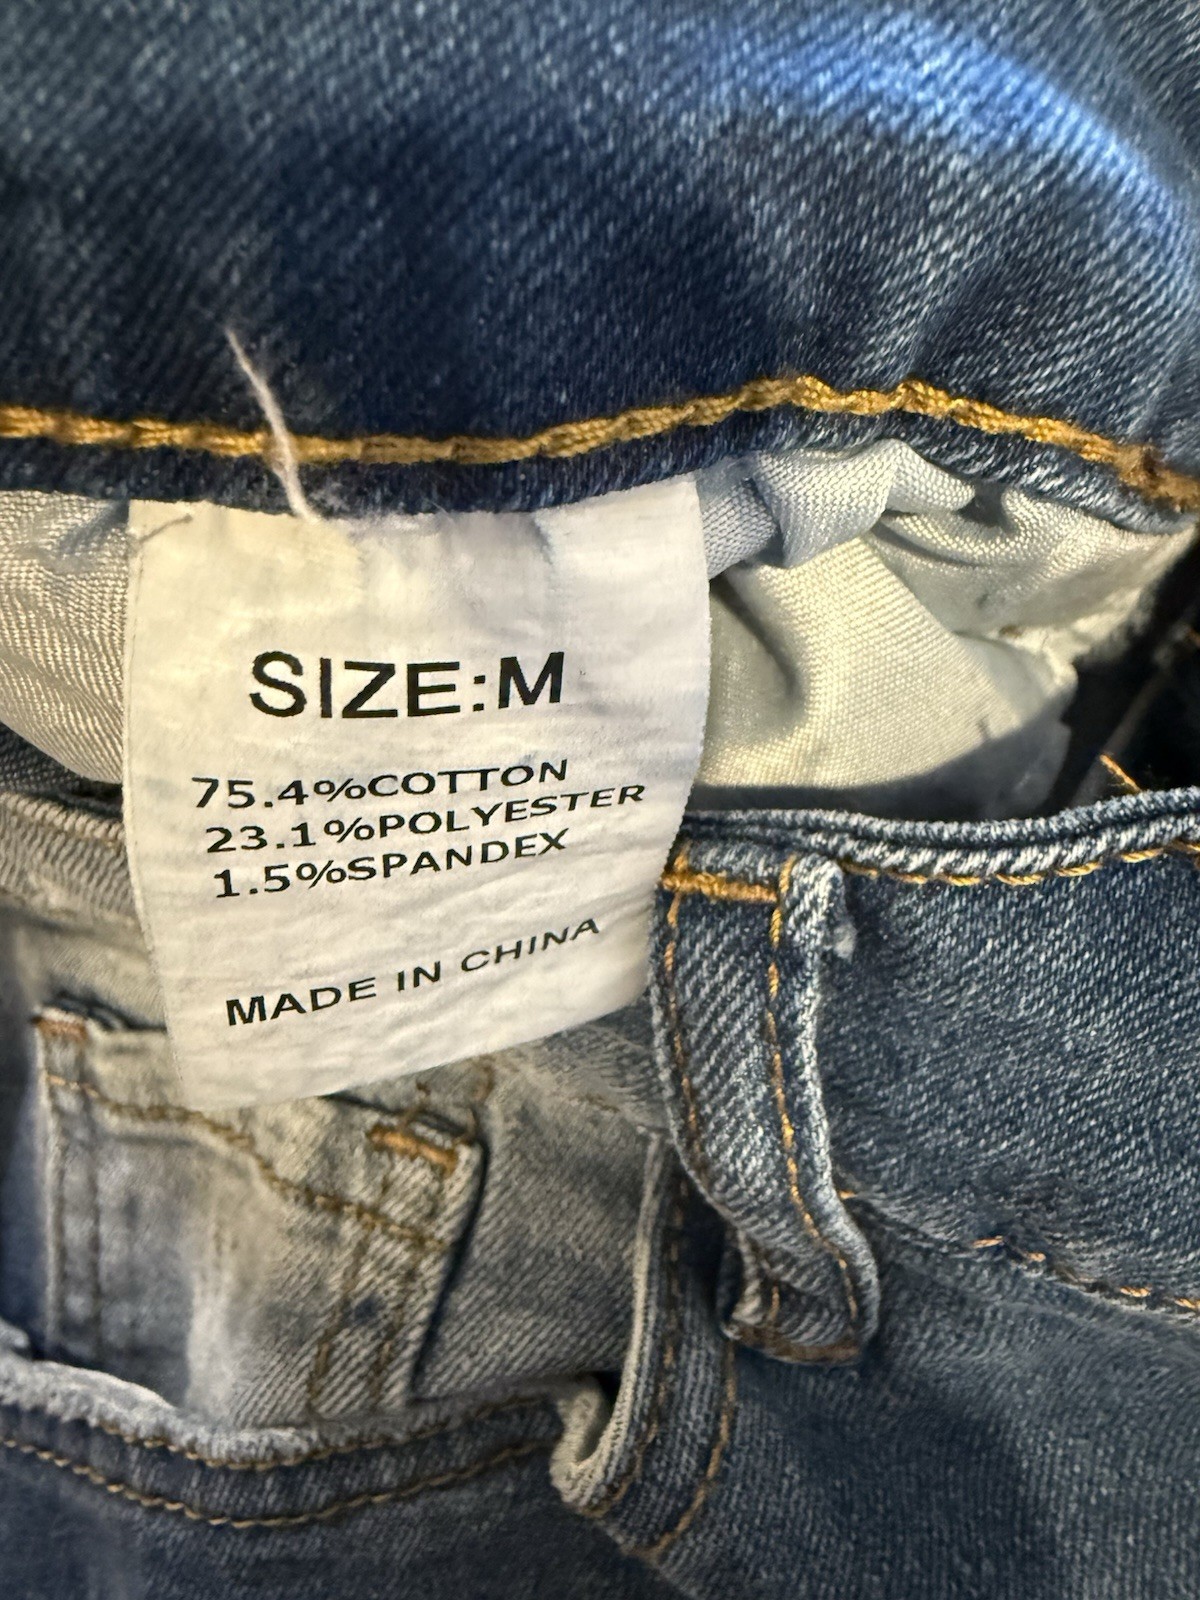 SIZE:M
75.4%COTTON
23.1%POLYESTER
1.5%SPANDEX
MADE IN CHINA